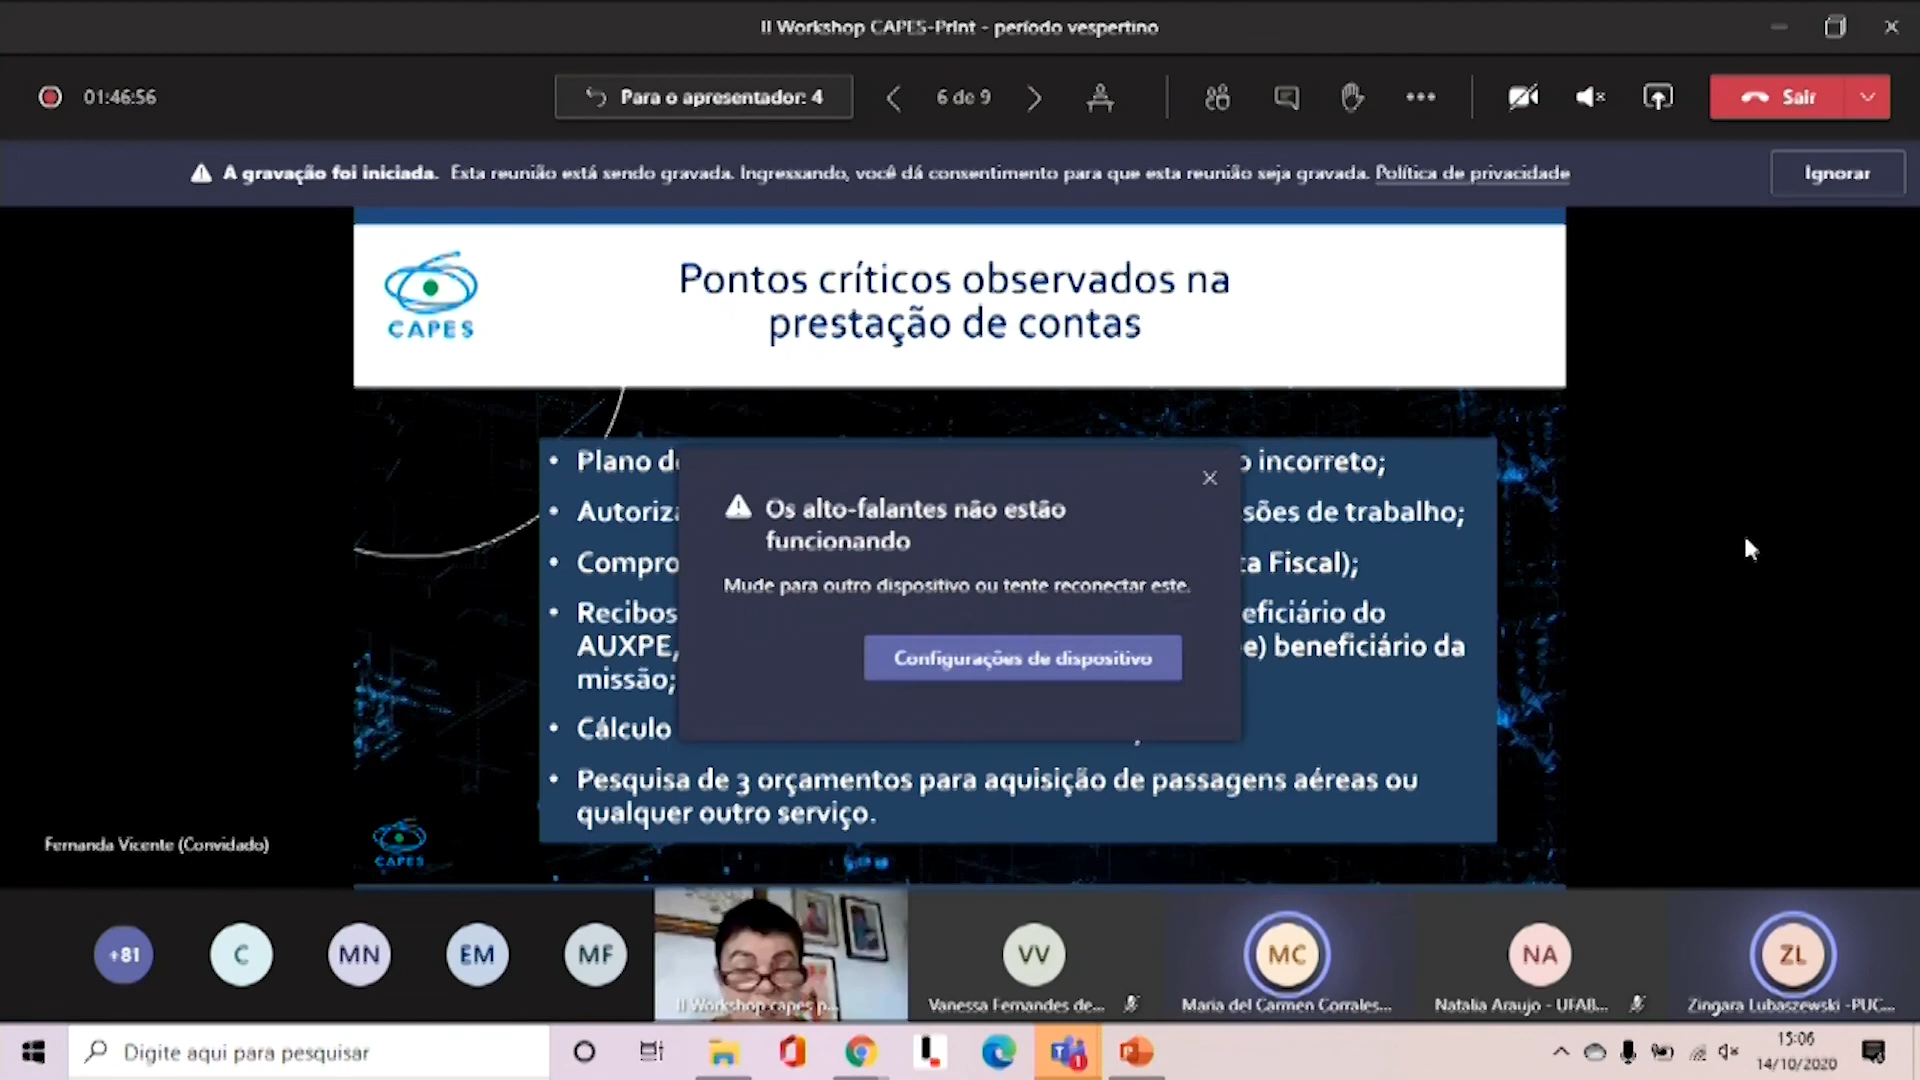 II Workshop CAPES-PrInt - período vespertino
01:46:56
Para o apresentador: 4
6 de 9
Sair
A gravação foi iniciada. Esta reunião está sendo gravada. Ingressando, você dá consentimento para que esta reunião seja gravada. Política de privacidade
Ignorar
CAPES
Pontos críticos observados na
prestação de contas
• Plano d o incorreto;
• Autoriz sões de trabalho;
• Compro a Fiscal);
• Recibos eficiário do
AUXPE, e) beneficiário da
missão;
• Cálculo
• Pesquisa de 3 orçamentos para aquisição de passagens aéreas ou
qualquer outro serviço.
Os alto-falantes não estão
funcionando
Mude para outro dispositivo ou tente reconectar este.
Configurações de dispositivo
Fernanda Vicente (Convidado)
CAPES
+81
C
MN
EM
MF
II Workshop capes p...
VV
Vanessa Fernandes de...
MC
Maria del Carmen Corrales...
NA
Natalia Araujo - UFAB...
ZL
Zingara Lubaszewski -PUC...
Digite aqui para pesquisar
15:06
14/10/2020